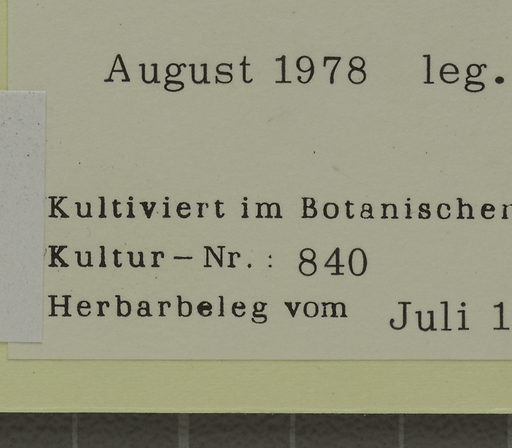 August 1978 leg.
Kultiviert im Botanischen
Kultur-Nr. : 840
Herbarbeleg vom Juli 1